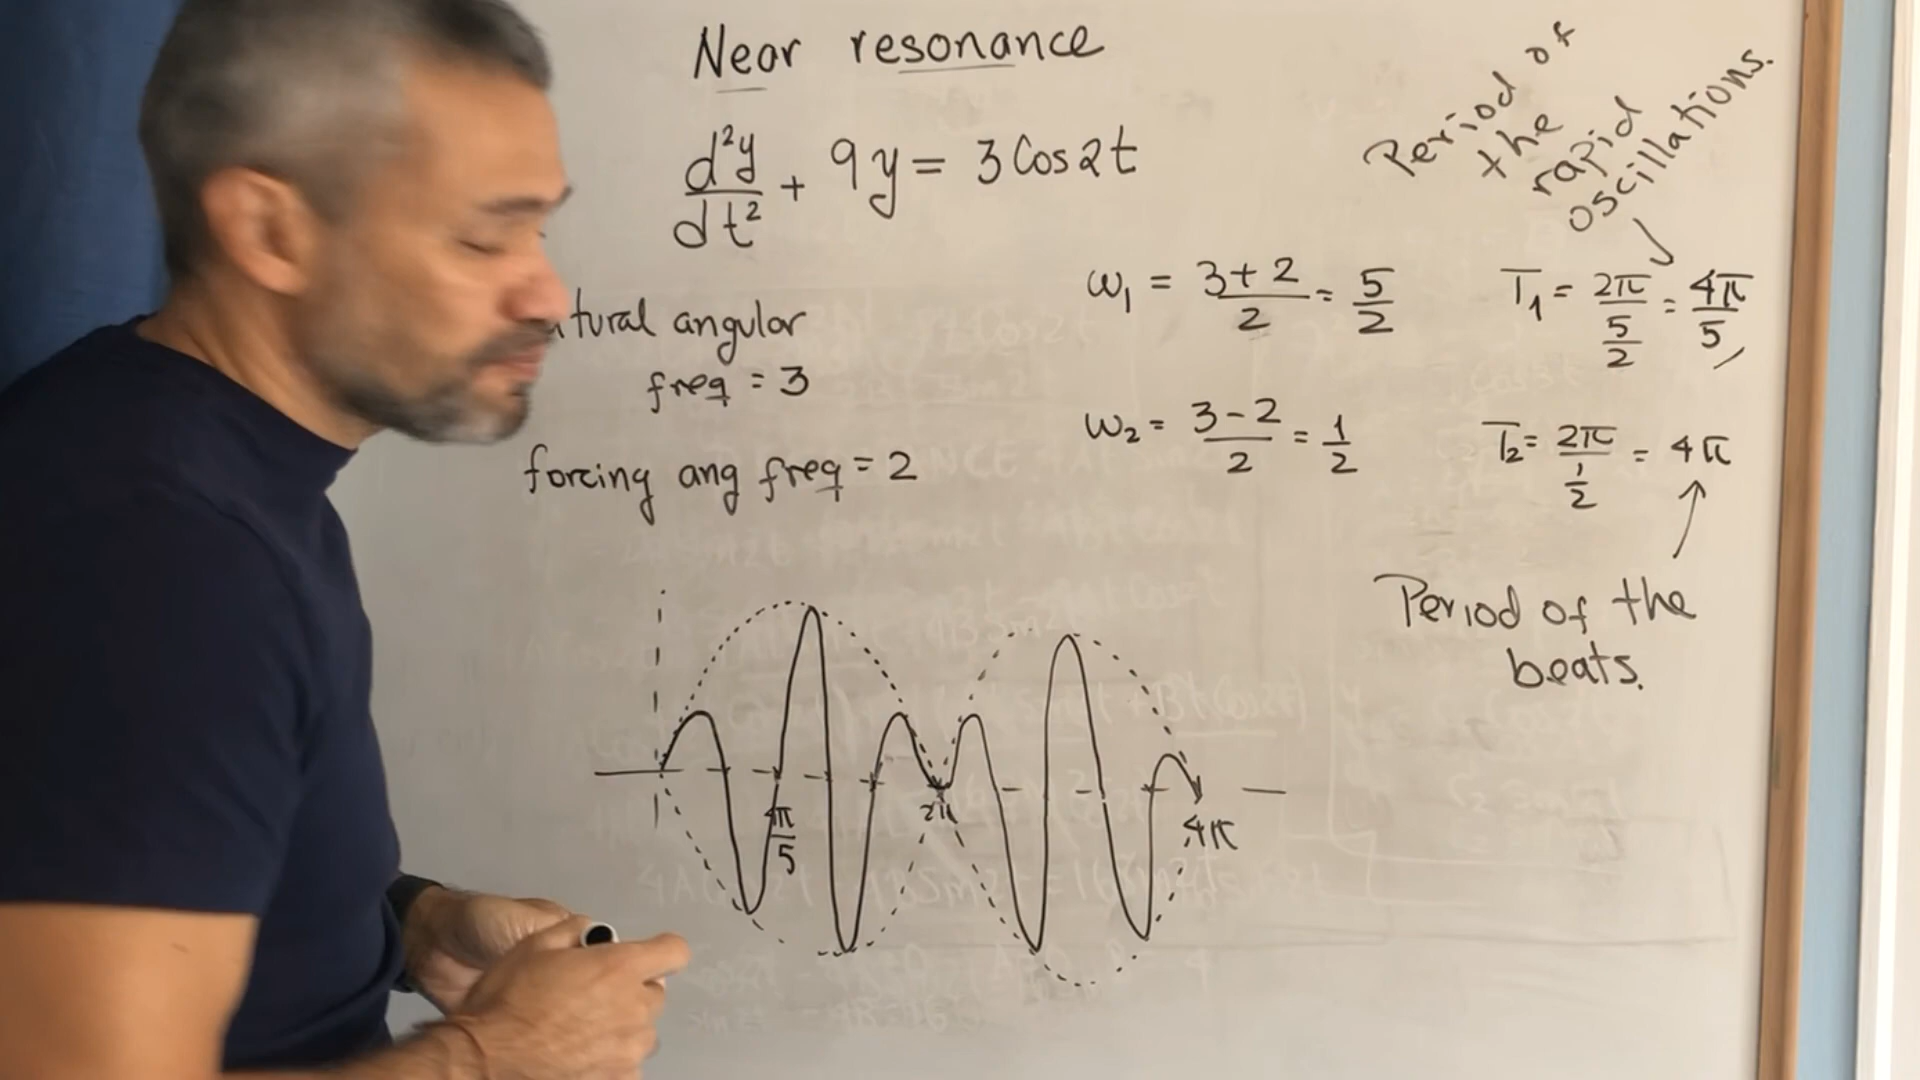 Near resonance
d²y/dt² + 9y = 3 Cos2t
tural angular
freq = 3
forcing ang freq = 2
ω₁ = (3+2)/2 = 5/2
ω₂ = (3-2)/2 = 1/2
Period of
the
rapid
oscillations.
T₁ = 2π/(5/2) = 4π/5
T₂ = 2π/(1/2) = 4π
Period of the
beats.
4π/5
2π
4π